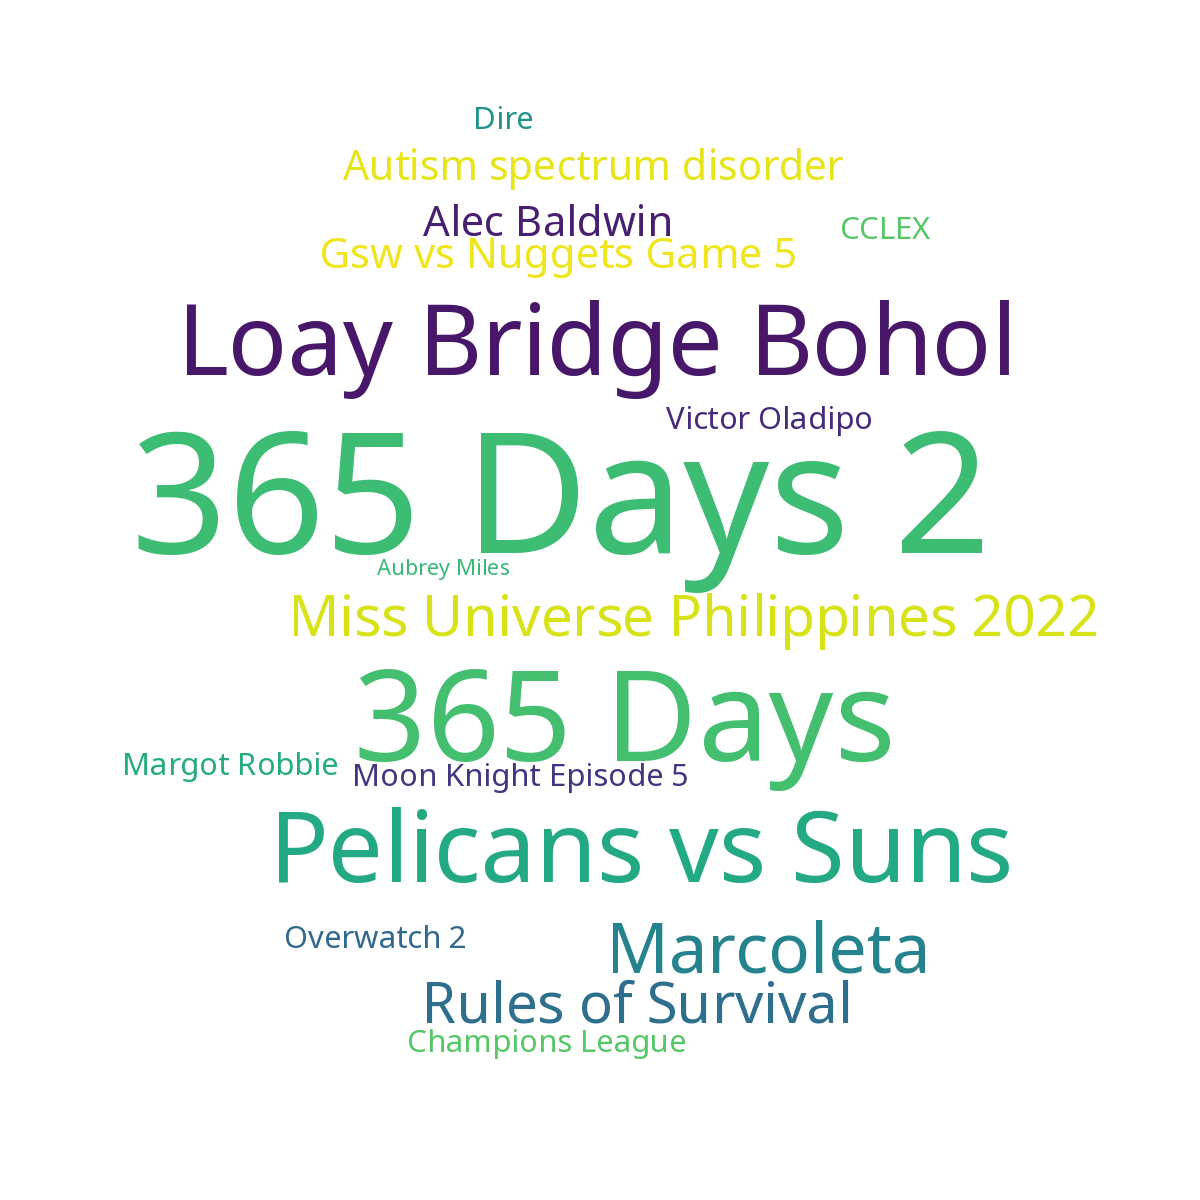 Dire
Autism spectrum disorder
Alec Baldwin
CCLEX
Gsw vs Nuggets Game 5
Loay Bridge Bohol
Victor Oladipo
365 Days 2
Aubrey Miles
Miss Universe Philippines 2022
365 Days
Margot Robbie
Moon Knight Episode 5
Pelicans vs Suns
Overwatch 2
Marcoleta
Rules of Survival
Champions League